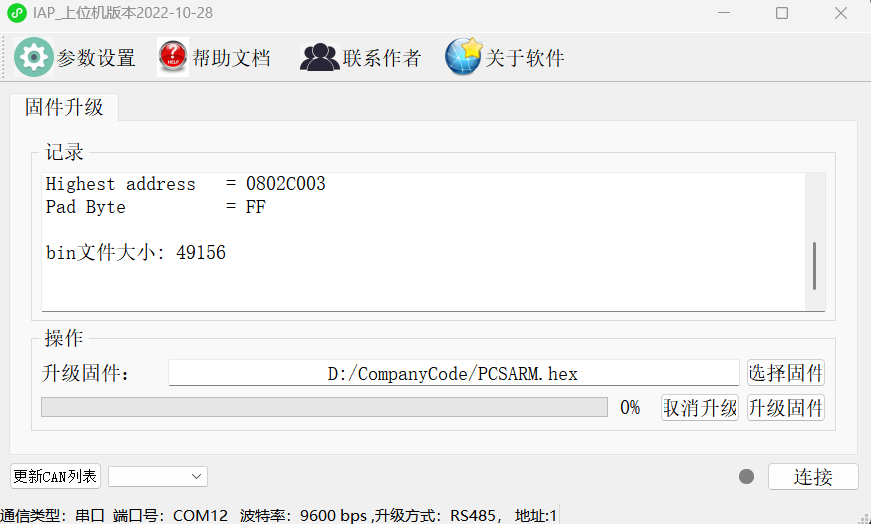 IAP_上位机版本2022-10-28
参数设置 帮助文档 联系作者 关于软件
固件升级
记录
Highest address = 0802C003
Pad Byte = FF
bin文件大小: 49156
操作
升级固件: D:/CompanyCode/PCSARM.hex 选择固件
0% 取消升级 升级固件
更新CAN列表 连接
通信类型：串口 端口号：COM12 波特率：9600 bps ,升级方式：RS485， 地址:1